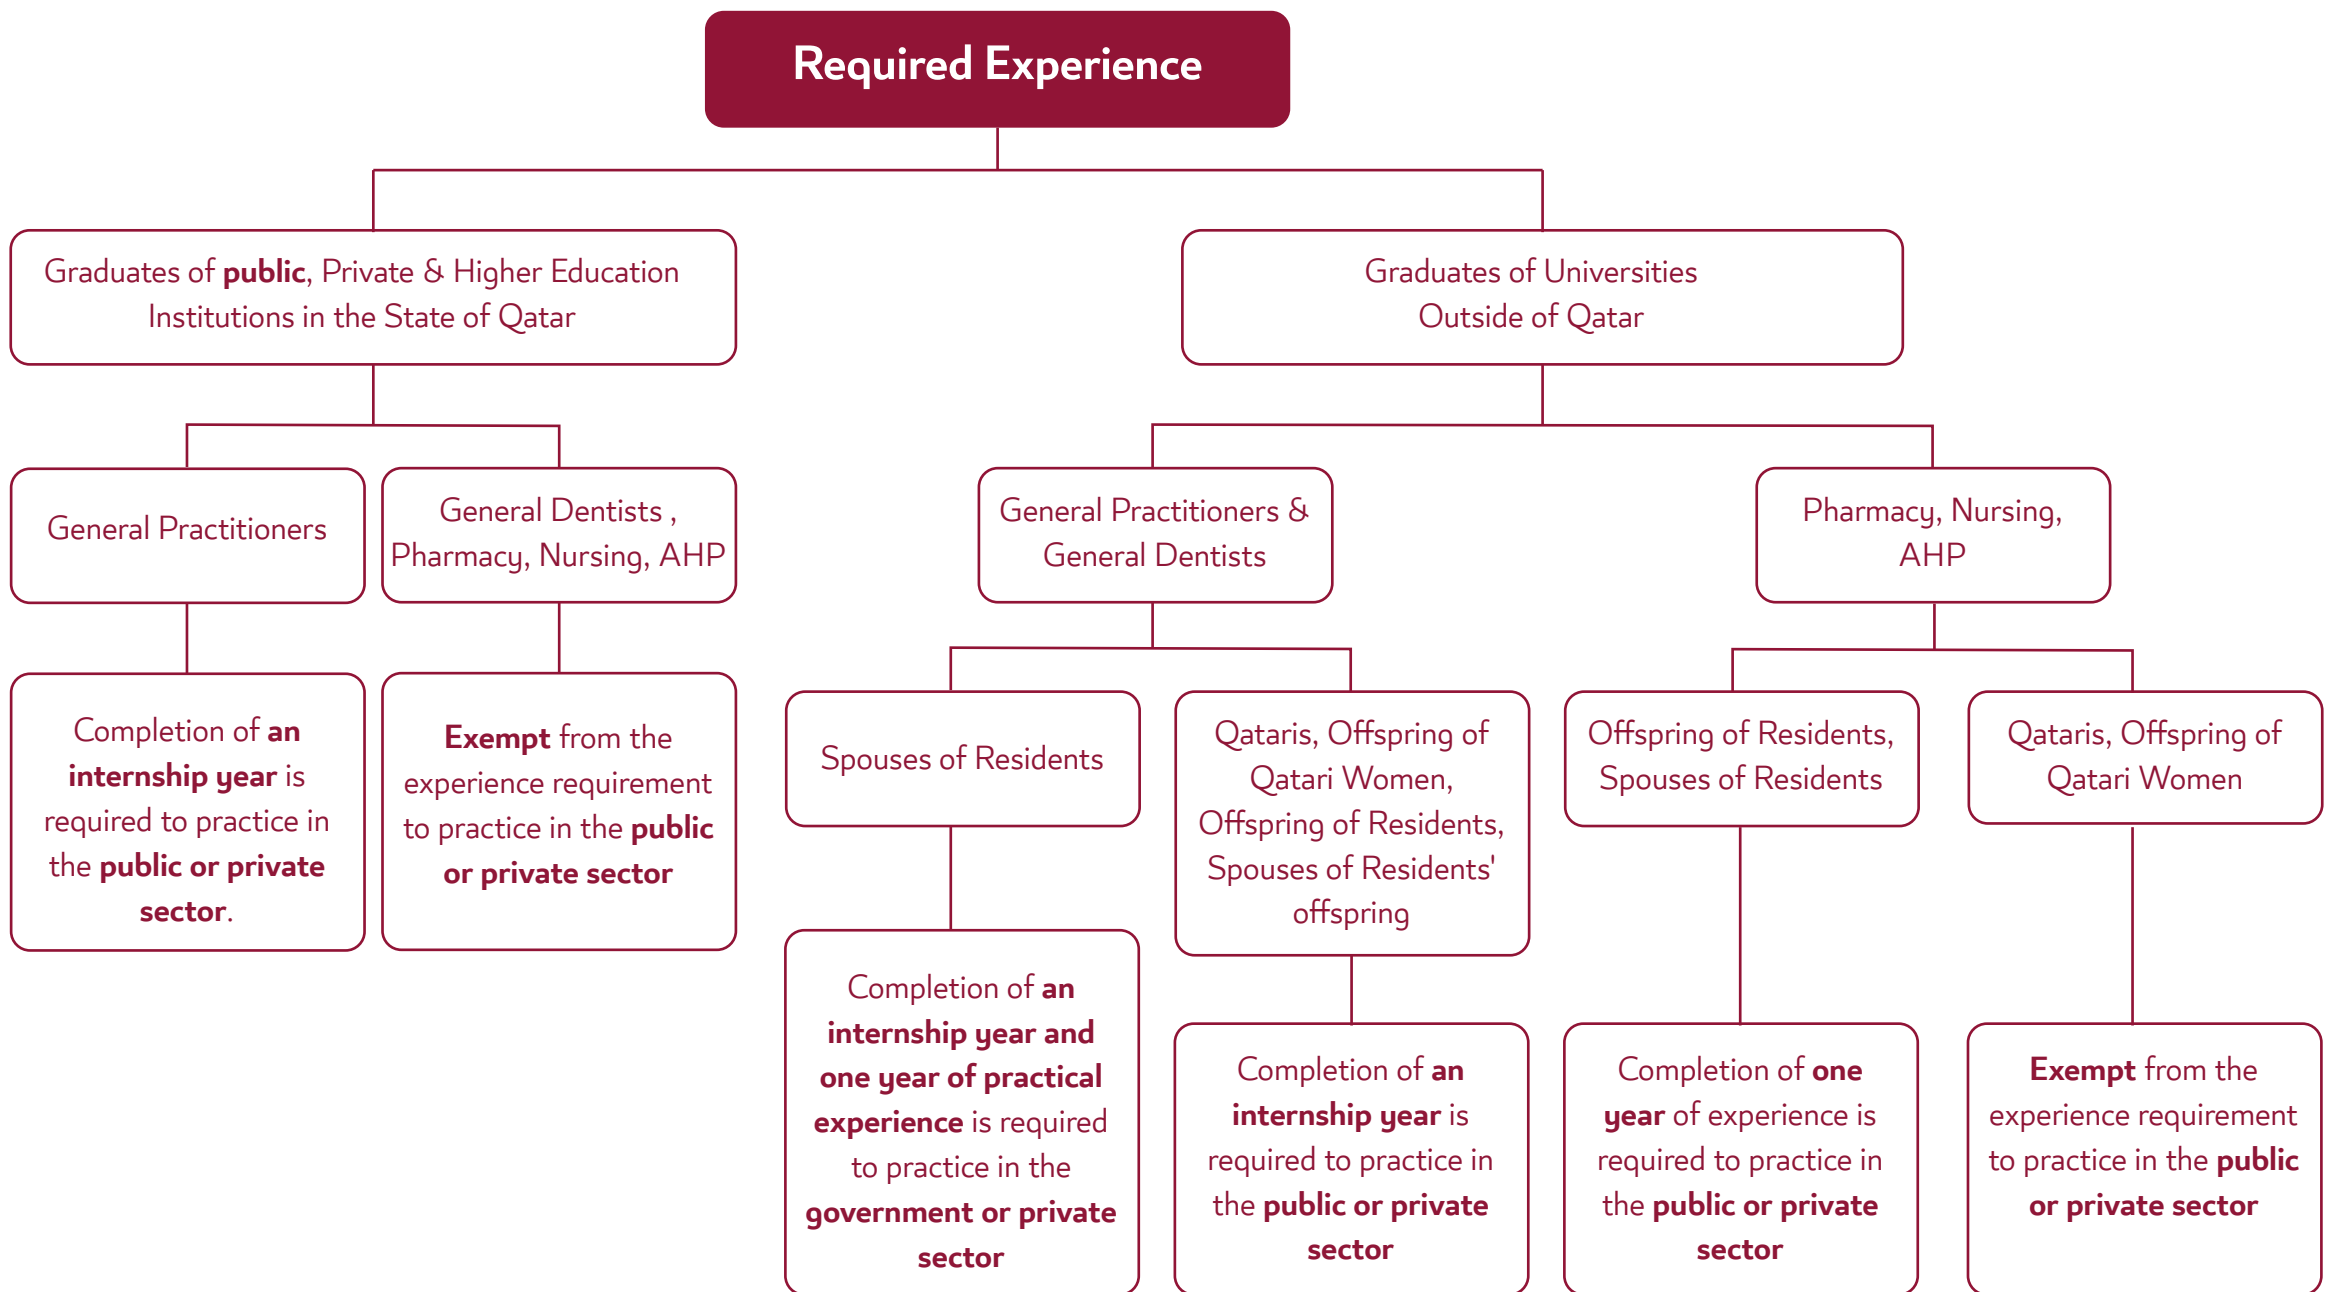 Required Experience
Graduates of public, Private & Higher Education
Institutions in the State of Qatar
Graduates of Universities
Outside of Qatar
General Practitioners
General Dentists ,
Pharmacy, Nursing, AHP
General Practitioners &
General Dentists
Pharmacy, Nursing,
AHP
Completion of an
internship year is
required to practice in
the public or private
sector.
Exempt from the
experience requirement
to practice in the public
or private sector
Spouses of Residents
Qataris, Offspring of
Qatari Women,
Offspring of Residents,
Spouses of Residents'
offspring
Offspring of Residents,
Spouses of Residents
Qataris, Offspring of
Qatari Women
Completion of an
internship year and
one year of practical
experience is required
to practice in the
government or private
sector
Completion of an
internship year is
required to practice in
the public or private
sector
Completion of one
year of experience is
required to practice in
the public or private
sector
Exempt from the
experience requirement
to practice in the public
or private sector